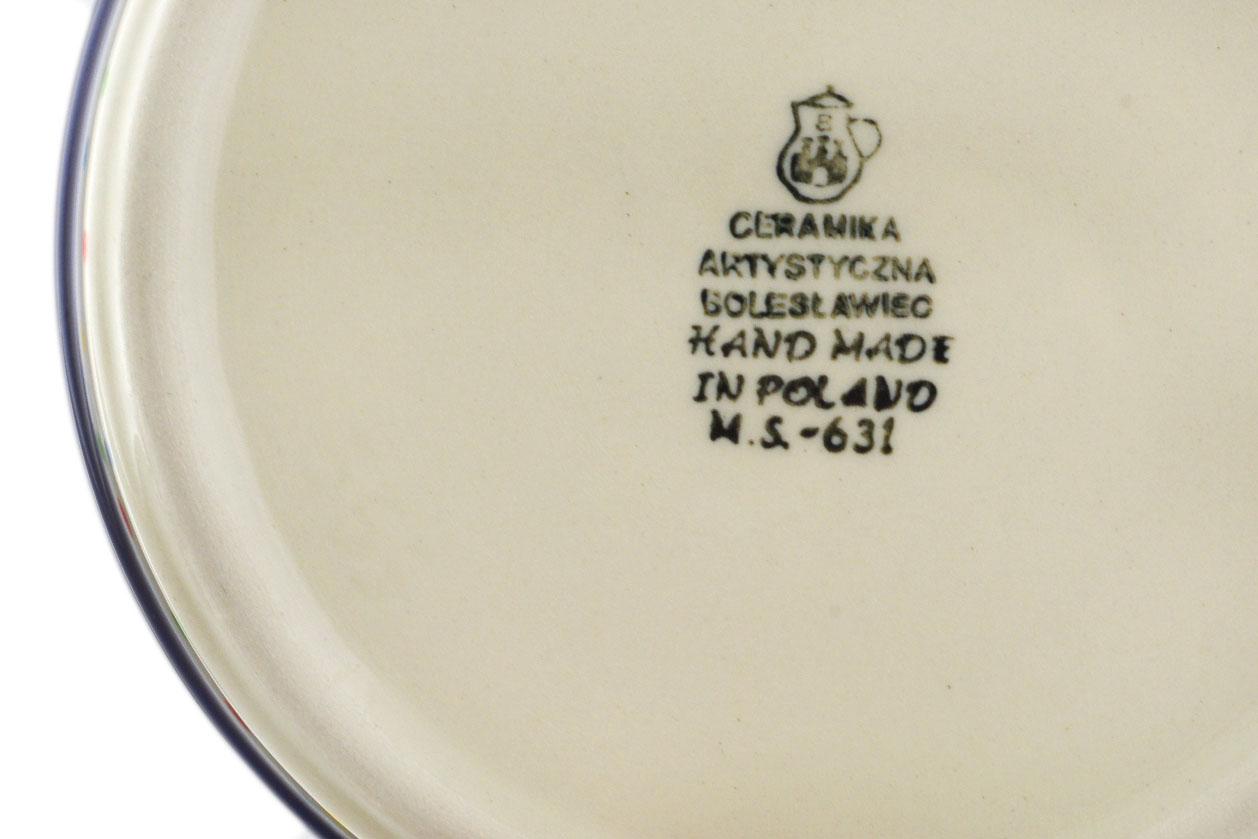 B
CERAMIKA
ARTYSTYCZNA
BOLESŁAWIEC
HAND MADE
IN POLAND
M.S.-631